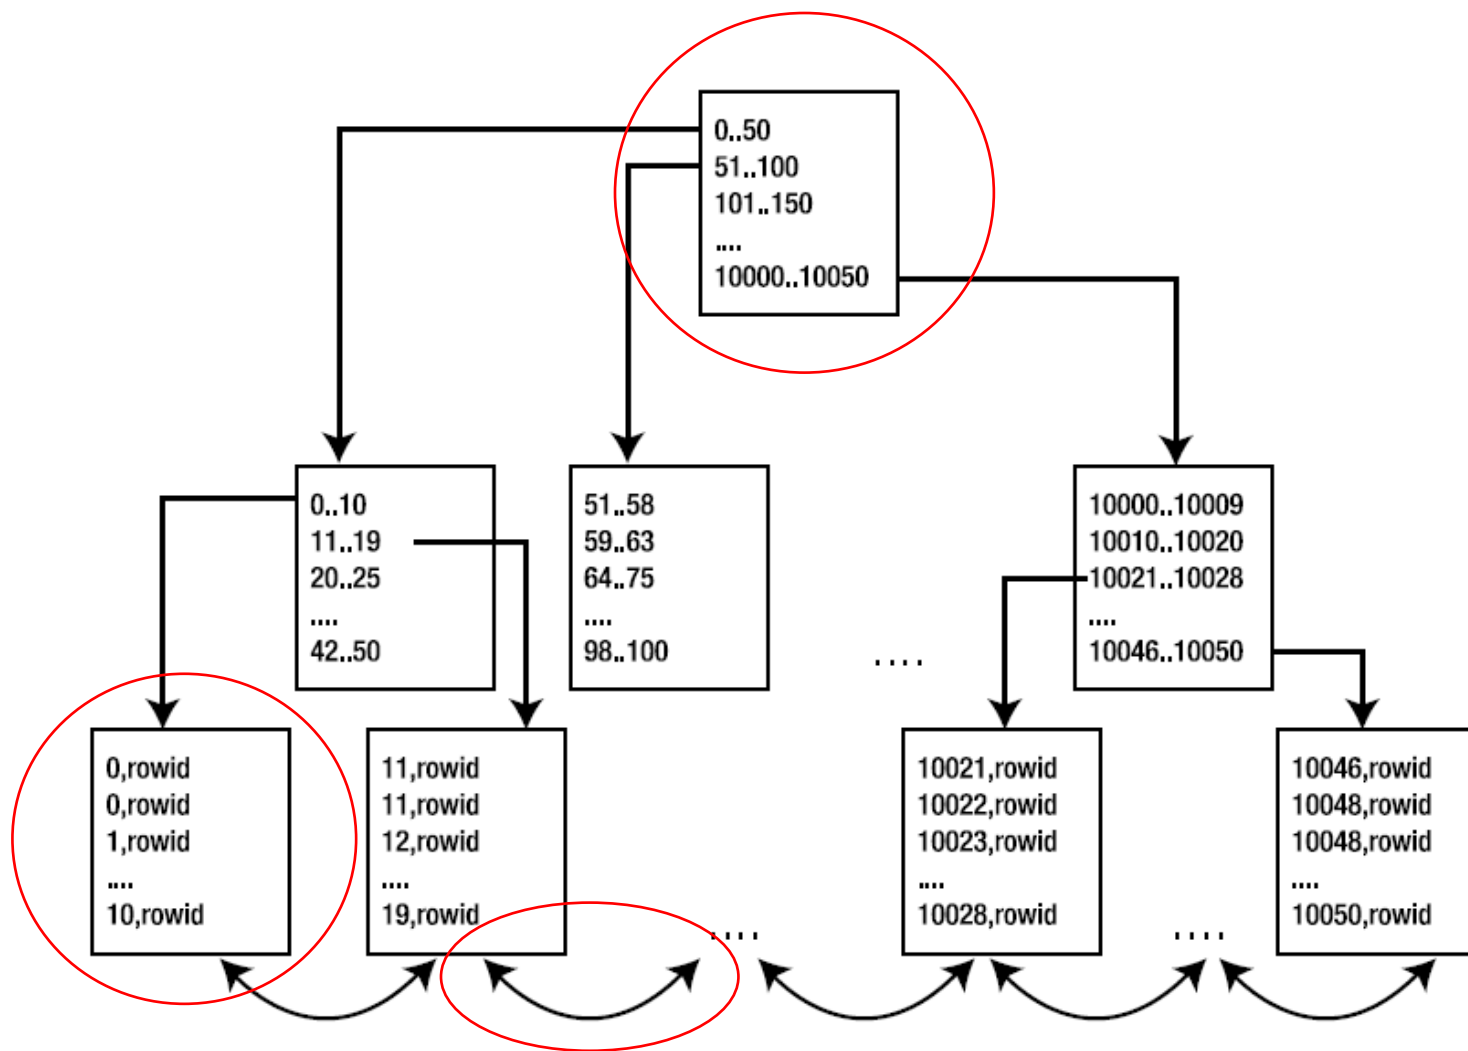 0..50
51..100
101..150
....
10000..10050
0..10
11..19
20..25
....
42..50
51..58
59..63
64..75
....
98..100
....
10000..10009
10010..10020
10021..10028
....
10046..10050
0,rowid
0,rowid
1,rowid
....
10,rowid
11,rowid
11,rowid
12,rowid
....
19,rowid
....
10021,rowid
10022,rowid
10023,rowid
....
10028,rowid
....
10046,rowid
10048,rowid
10048,rowid
....
10050,rowid